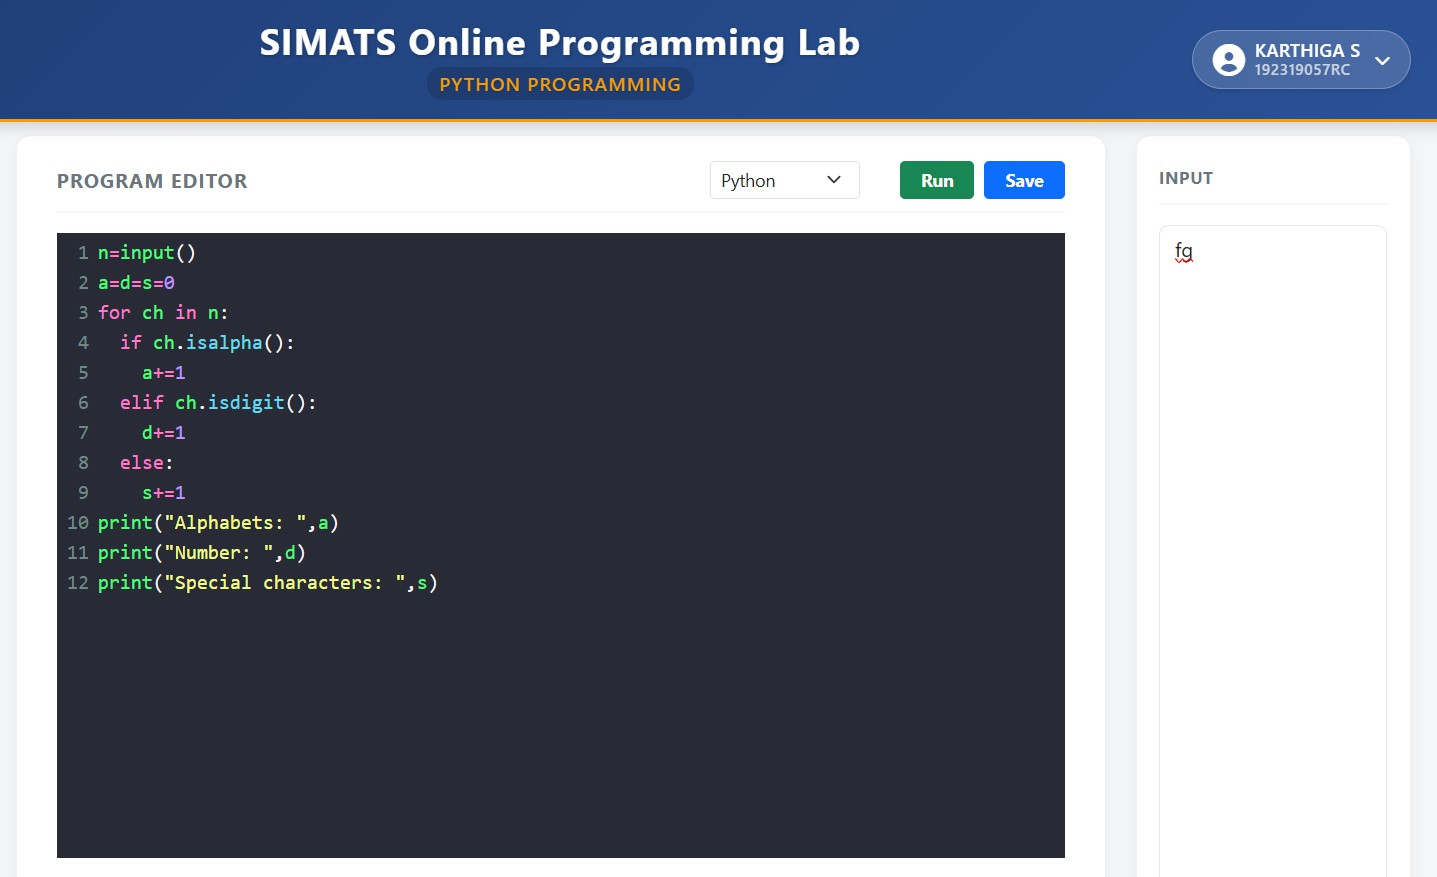 SIMATS Online Programming Lab
PYTHON PROGRAMMING
KARTHIGA S
192319057RC
PROGRAM EDITOR
Python
Run
Save
1 n=input()
2 a=d=s=0
3 for ch in n:
4   if ch.isalpha():
5     a+=1
6   elif ch.isdigit():
7     d+=1
8   else:
9     s+=1
10 print("Alphabets: ",a)
11 print("Number: ",d)
12 print("Special characters: ",s)
INPUT
fg